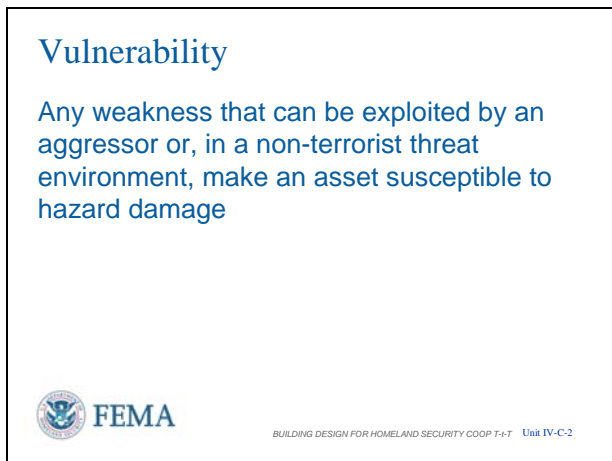 Vulnerability
Any weakness that can be exploited by an
aggressor or, in a non-terrorist threat
environment, make an asset susceptible to
hazard damage
FEMA
BUILDING DESIGN FOR HOMELAND SECURITY COOP T-t-T Unit IV-C-2